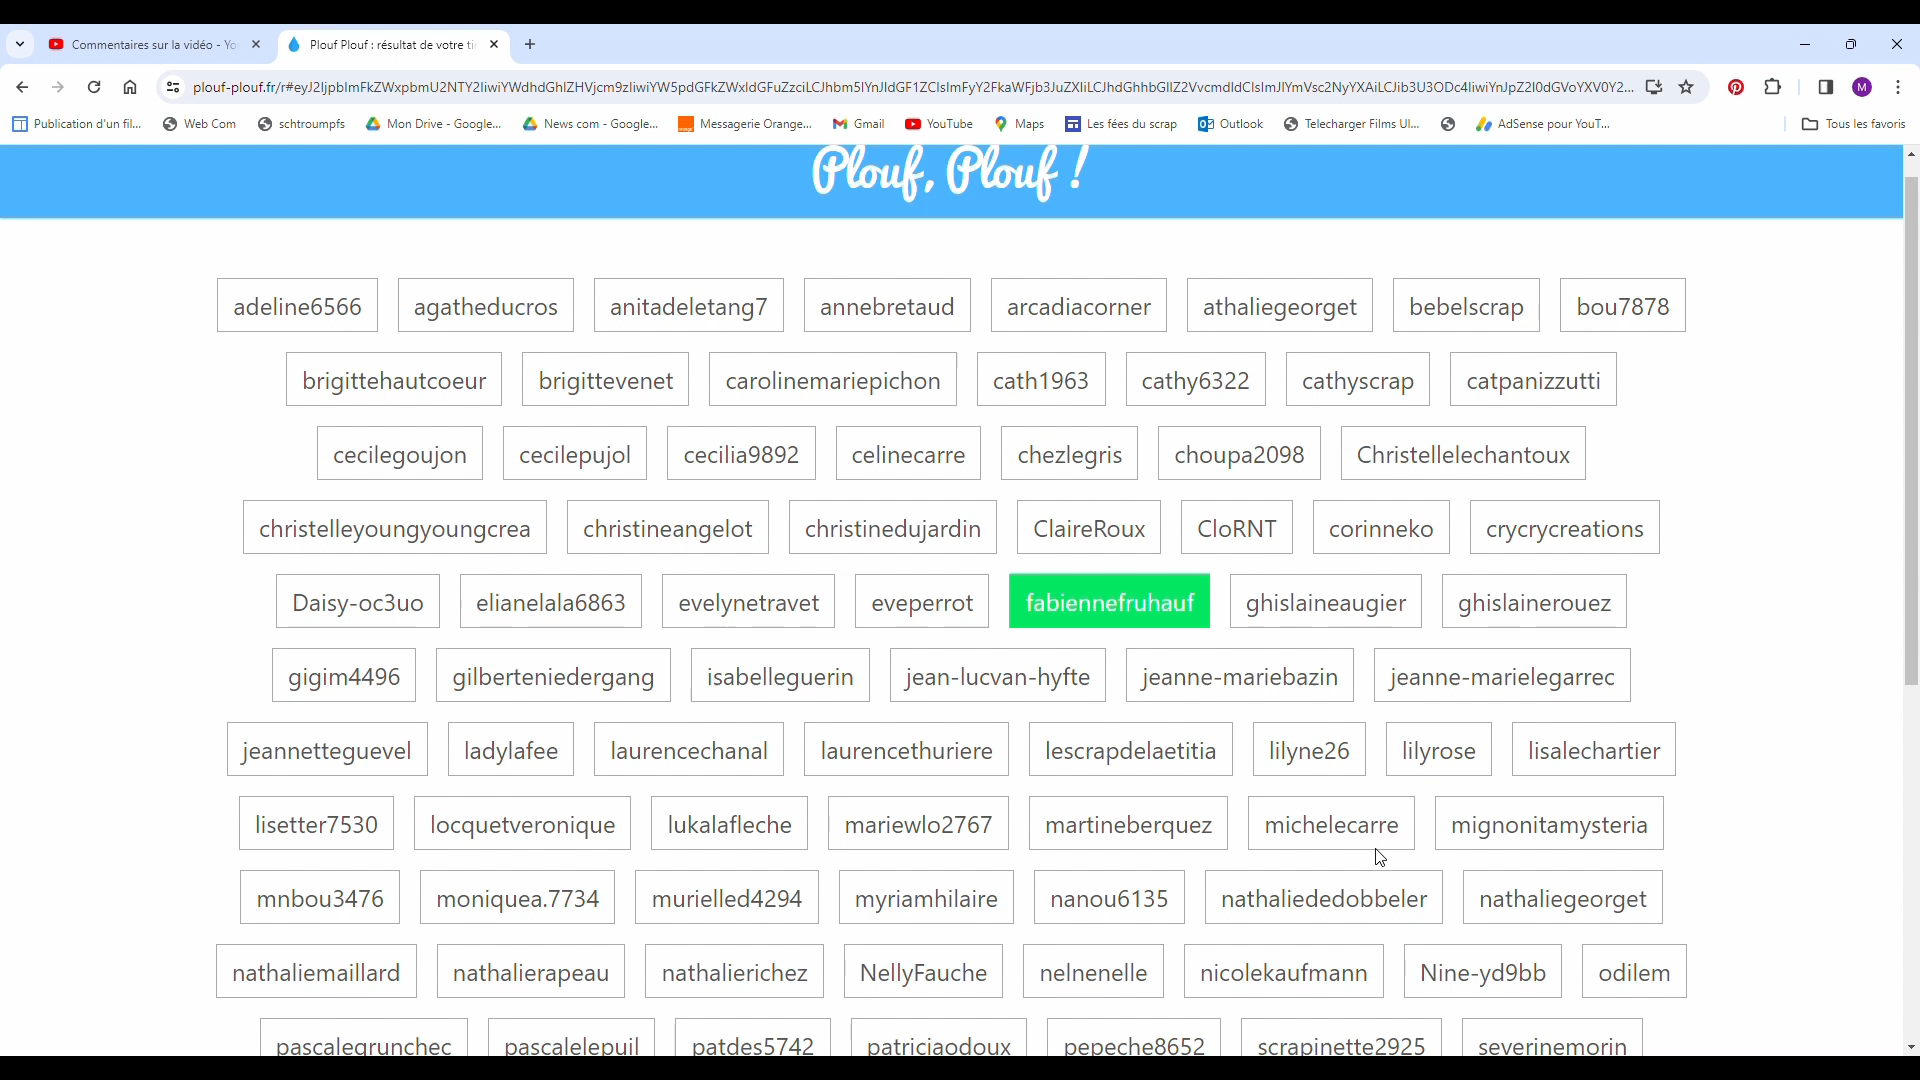 Commentaires sur la vidéo - Yo
Plouf Plouf : résultat de votre ti
Publication d'un fil...
Web Com
schtroumpfs
Mon Drive - Google...
News com - Google...
Messagerie Orange...
Gmail
YouTube
Maps
Les fées du scrap
Outlook
Telecharger Films Ul...
AdSense pour YouT...
Tous les favoris
M
Plouf, Plouf !
adeline6566 agatheducros anitadeletang7 annebretaud arcadiacorner athaliegeorget bebelscrap bou7878
brigittehautcoeur brigittevenet carolinemariepichon cath1963 cathy6322 cathyscrap catpanizzutti
cecilegoujon cecilepujol cecilia9892 celinecarre chezlegris choupa2098 Christellelechantoux
christelleyoungyoungcrea christineangelot christinedujardin ClaireRoux CloRNT corinneko crycrycreations
Daisy-oc3uo elianelala6863 evelynetravet eveperrot fabiennefruhauf ghislaineaugier ghislainerouez
gigim4496 gilberteniedergang isabelleguerin jean-lucvan-hyfte jeanne-mariebazin jeanne-marielegarrec
jeannetteguevel ladylafee laurencechanal laurencethuriere lescrapdelaetitia lilyne26 lilyrose lisalechartier
lisetter7530 locquetveronique lukalafleche mariewlo2767 martineberquez michelecarre mignonitamysteria
mnbou3476 moniquea.7734 murielled4294 myriamhilaire nanou6135 nathaliededobbeler nathaliegeorget
nathaliemaillard nathalierapeau nathalierichez NellyFauche nelnenelle nicolekaufmann Nine-yd9bb odilem
pascalegrunchec pascalelepuil patdes5742 patriciaodoux pepeche8652 scrapinette2925 severinemorin